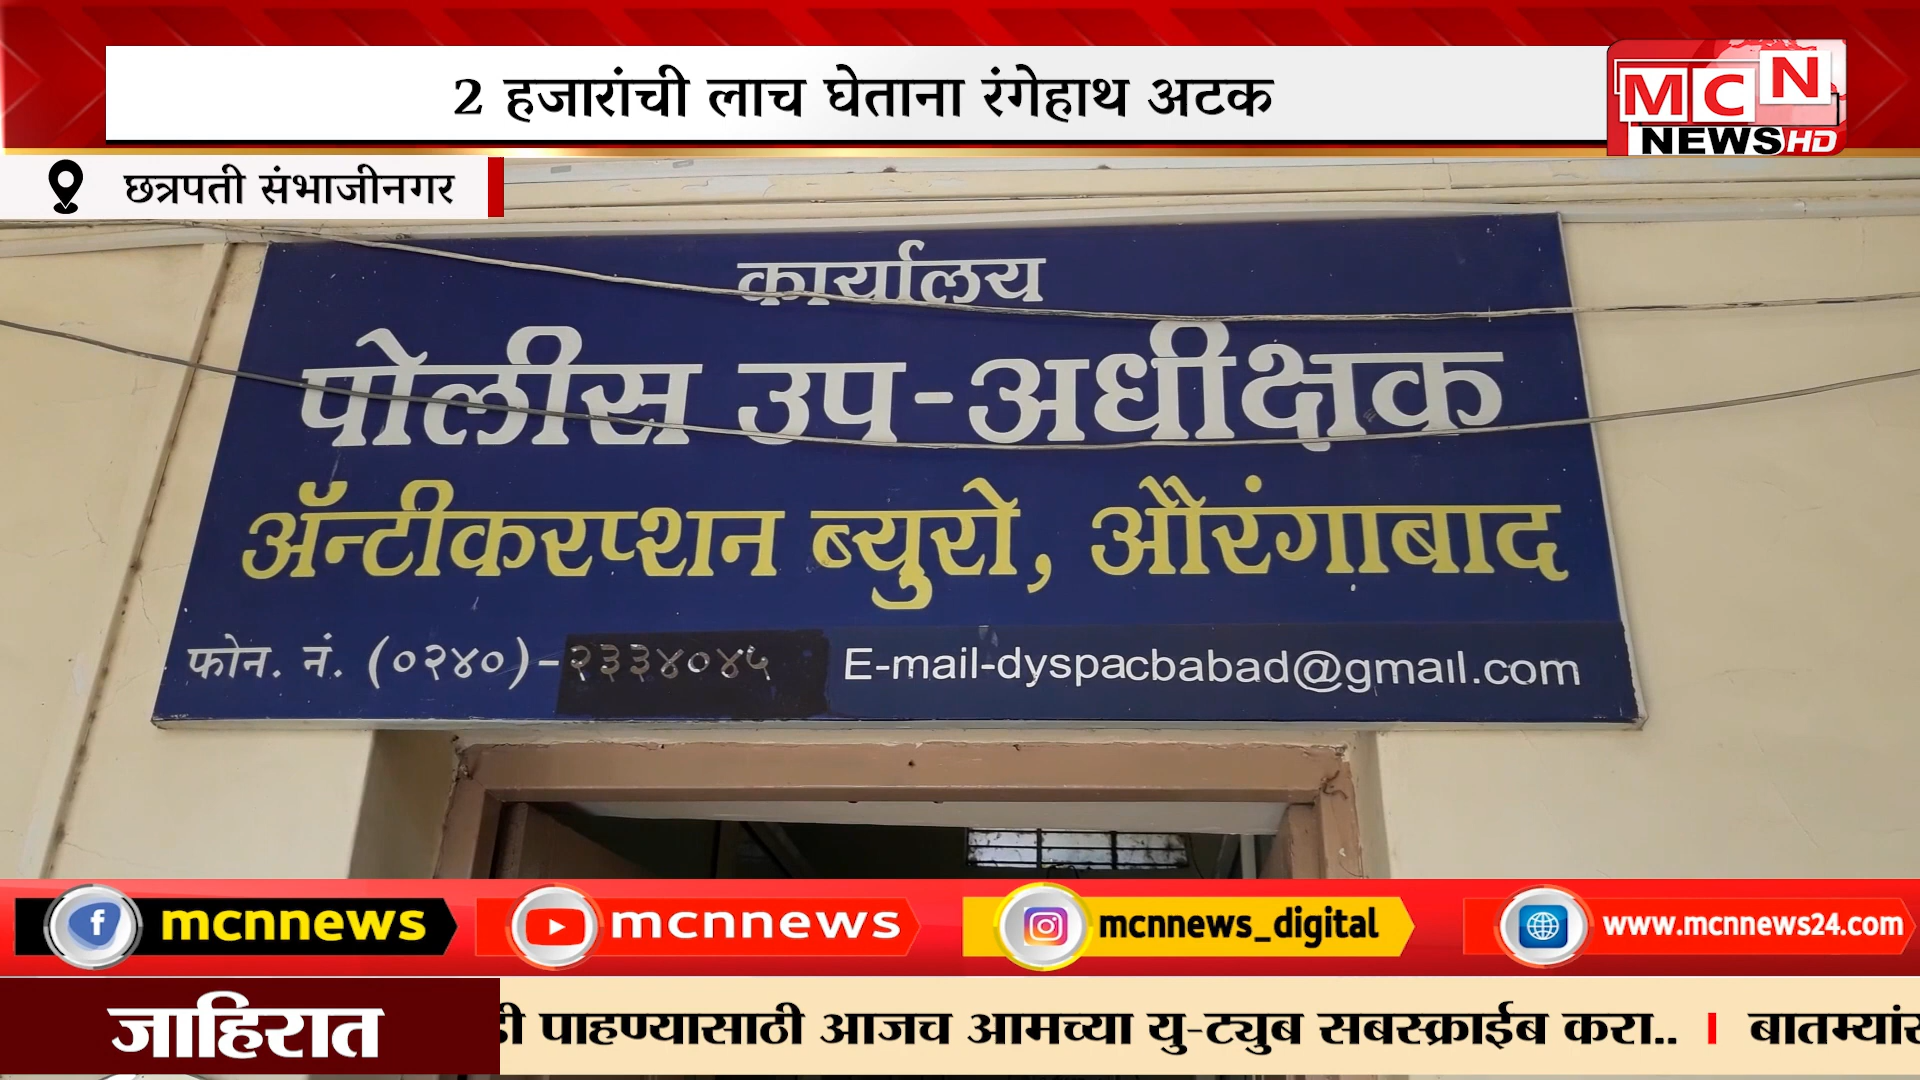 2 हजारांची लाच घेताना रंगेहाथ अटक
MCN
NEWS HD
छत्रपती संभाजीनगर
कार्यालय
पोलीस उप-अधीक्षक
ॲन्टीकरप्शन ब्युरो, औरंगाबाद
फोन. नं. (०२४०)-२३३४०४५ E-mail-dyspacbabad@gmail.com
mcnnews mcnnews mcnnews_digital www.mcnnews24.com
जाहिरात
पाहण्यासाठी आजच आमच्या यु-ट्युब सबस्क्राईब करा.. |